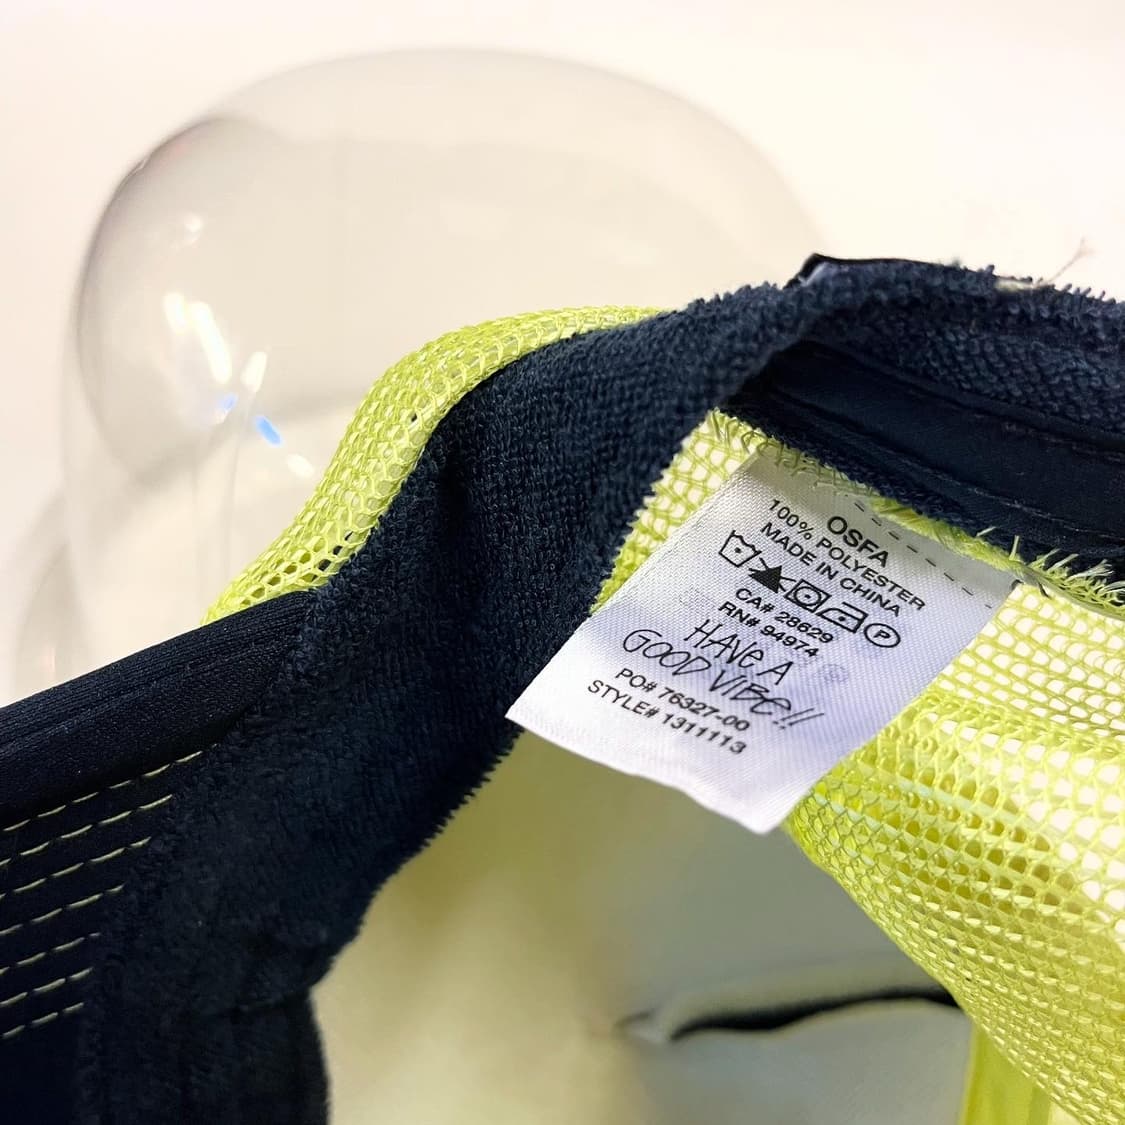 OSFA
100% POLYESTER
MADE IN CHINA
P
CA# 28629
RN# 94974
HAVE A
GOOD VIBE!!
PO# 76327-00
STYLE# 1311113